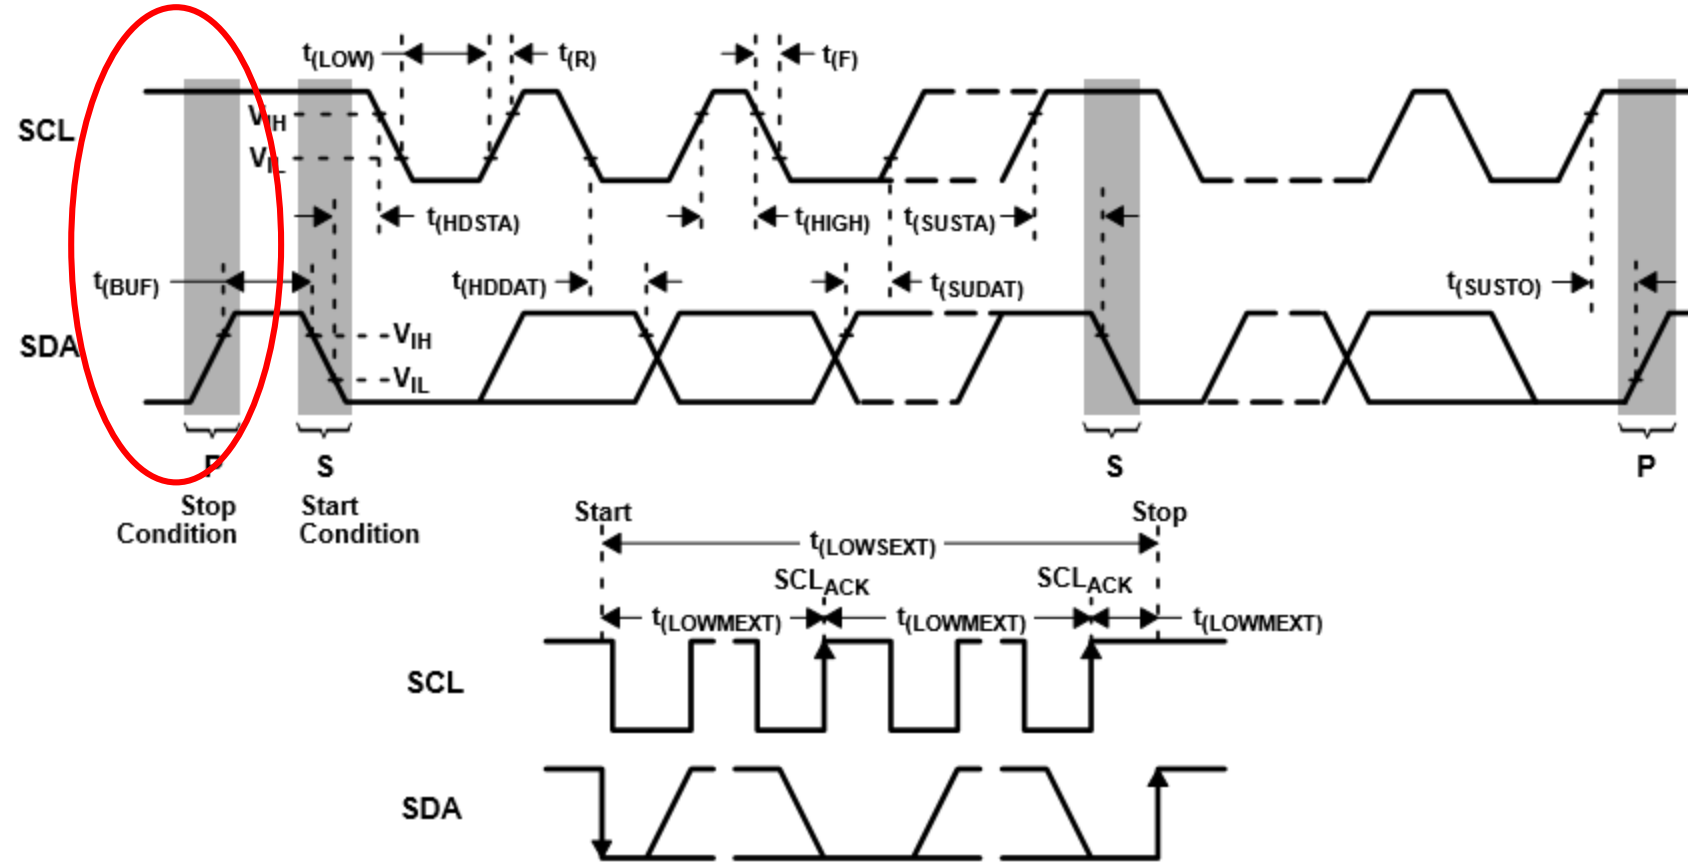 t(LOW)
t(R)
t(F)
SCL
VIH
VIL
t(HDSTA)
t(HIGH)
t(SUSTA)
t(BUF)
t(HDDAT)
t(SUDAT)
t(SUSTO)
SDA
VIH
VIL
P
S
S
P
Stop
Condition
Start
Condition
Start
Stop
t(LOWSEXT)
SCLACK
SCLACK
t(LOWMEXT)
t(LOWMEXT)
t(LOWMEXT)
SCL
SDA